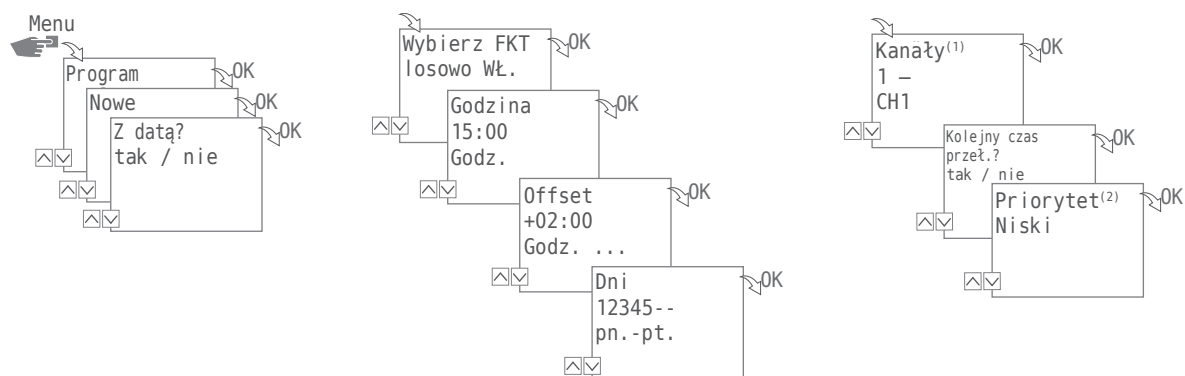 Menu
Program
OK
Nowe
OK
Z datą?
tak / nie
OK
Wybierz FKT
losowo WŁ.
OK
Godzina
15:00
Godz.
OK
Offset
+02:00
Godz. ...
OK
Dni
12345--
pn.-pt.
OK
Kanały(1)
1 –
CH1
OK
Kolejny czas
przeł.?
tak / nie
OK
Priorytet(2)
Niski
OK